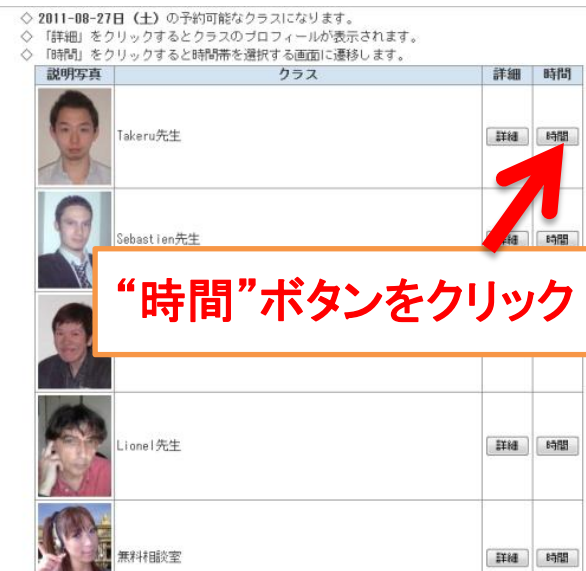 ◇ 2011-08-27日（土）の予約可能なクラスになります。
◇ 「詳細」をクリックするとクラスのプロフィールが表示されます。
◇ 「時間」をクリックすると時間帯を選択する画面に遷移します。
説明写真 クラス 詳細 時間
Takeru先生 詳細 時間
Sebastien先生 詳細 時間
“時間”ボタンをクリック
Lionel先生 詳細 時間
無料相談室 詳細 時間